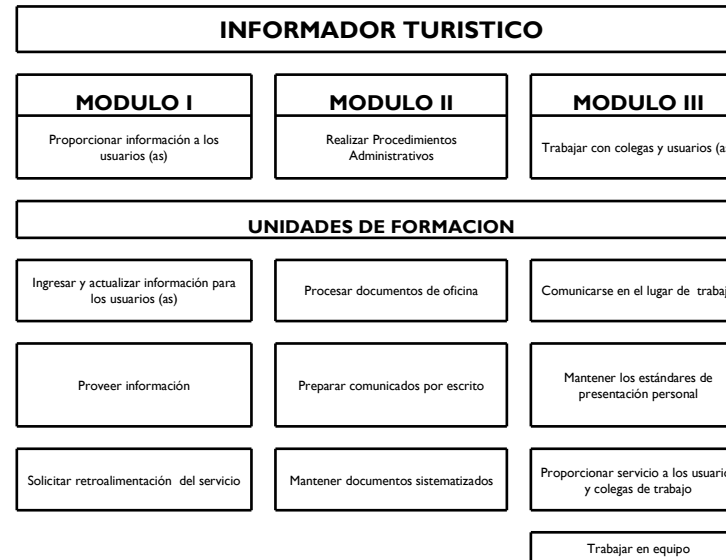 INFORMADOR TURISTICO
MODULO I
Proporcionar información a los
usuarios (as)
MODULO II
Realizar Procedimientos
Administrativos
MODULO III
Trabajar con colegas y usuarios
UNIDADES DE FORMACION
Ingresar y actualizar información para
los usuarios (as)
Procesar documentos de oficina
Comunicarse en el lugar de
Proveer información
Preparar comunicados por escrito
Mantener los estándares de
presentación personal
Solicitar retroalimentación del servicio
Mantener documentos sistematizados
Proporcionar servicio a los
y colegas de trabajo
Trabajar en equipo